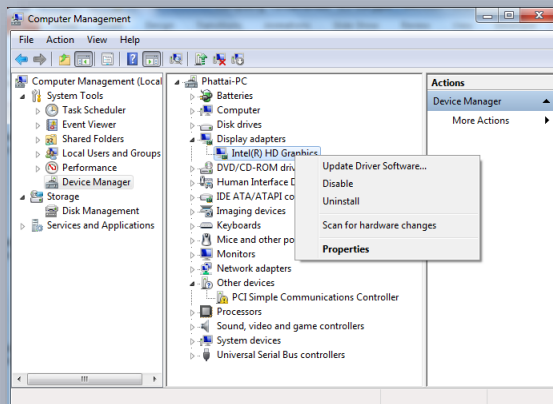 Computer Management
File Action View Help
Computer Management (Local
System Tools
Task Scheduler
Event Viewer
Shared Folders
Local Users and Groups
Performance
Device Manager
Storage
Disk Management
Services and Applications
Phattai-PC
Batteries
Computer
Disk drives
Display adapters
Intel(R) HD Graphics
DVD/CD-ROM driv
Human Interface D
IDE ATA/ATAPI co
Imaging devices
Keyboards
Mice and other po
Monitors
Network adapters
Other devices
PCI Simple Communications Controller
Processors
Sound, video and game controllers
System devices
Universal Serial Bus controllers
Update Driver Software...
Disable
Uninstall
Scan for hardware changes
Properties
Actions
Device Manager
More Actions